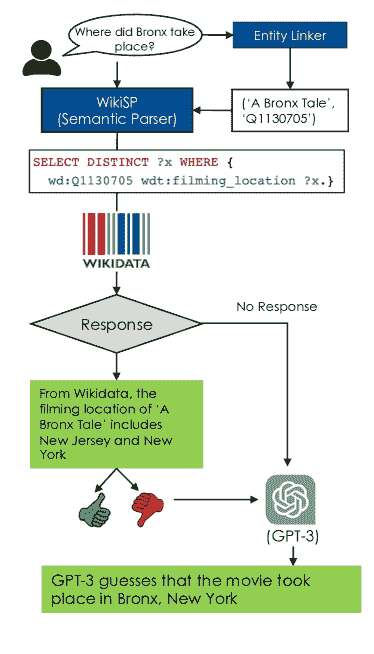 Where did Bronx take
place?
Entity Linker
WikiSP
(Semantic Parser)
('A Bronx Tale',
'Q1130705')
SELECT DISTINCT ?x WHERE {
wd:Q1130705 wdt:filming_location ?x.}
WIKIDATA
Response
No Response
From Wikidata, the
filming location of 'A
Bronx Tale' includes
New Jersey and New
York
(GPT-3)
GPT-3 guesses that the movie took
place in Bronx, New York